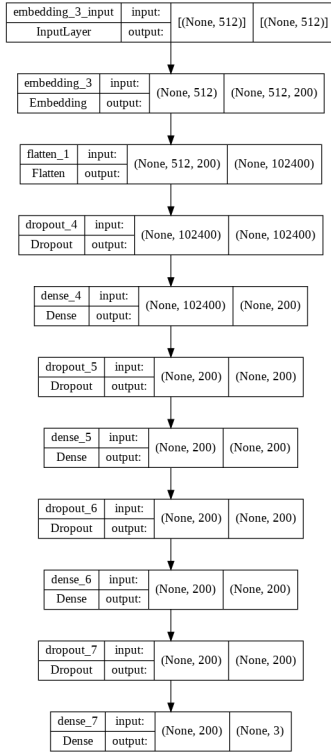 embedding_3_input input: [(None, 512)] [(None, 512)]
InputLayer output:
embedding_3 input: (None, 512) (None, 512, 200)
Embedding output:
flatten_1 input: (None, 512, 200) (None, 102400)
Flatten output:
dropout_4 input: (None, 102400) (None, 102400)
Dropout output:
dense_4 input: (None, 102400) (None, 200)
Dense output:
dropout_5 input: (None, 200) (None, 200)
Dropout output:
dense_5 input: (None, 200) (None, 200)
Dense output:
dropout_6 input: (None, 200) (None, 200)
Dropout output:
dense_6 input: (None, 200) (None, 200)
Dense output:
dropout_7 input: (None, 200) (None, 200)
Dropout output:
dense_7 input: (None, 200) (None, 3)
Dense output: